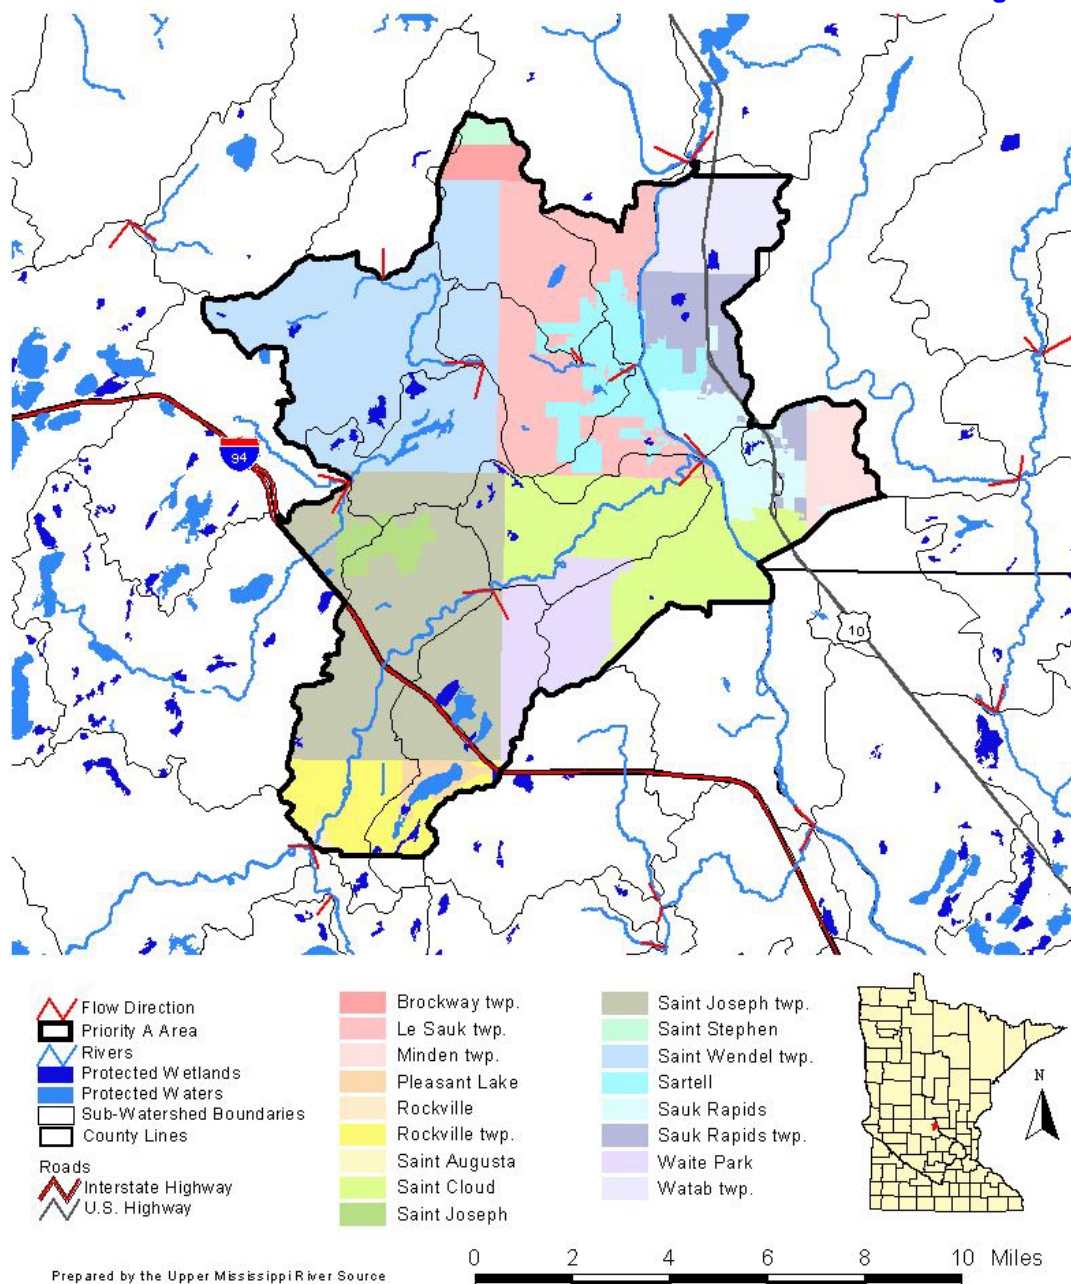 g
94
10
Flow Direction
Priority A Area
Rivers
Protected Wetlands
Protected Waters
Sub-Watershed Boundaries
County Lines
Roads
Interstate Highway
U.S. Highway
Brockway twp.
Le Sauk twp.
Minden twp.
Pleasant Lake
Rockville
Rockville twp.
Saint Augusta
Saint Cloud
Saint Joseph
Saint Joseph twp.
Saint Stephen
Saint Wendel twp.
Sartell
Sauk Rapids
Sauk Rapids twp.
Waite Park
Watab twp.
N
0 2 4 6 8 10 Miles
Prepared by the Upper Mississippi River Source